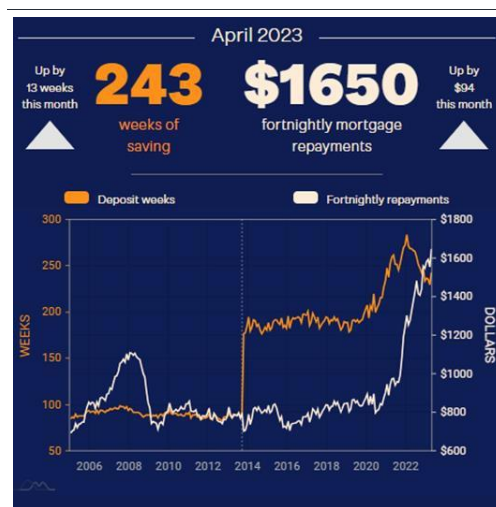 April 2023
Up by
13 weeks
this month
243
weeks of
saving
$1650
fortnightly mortgage
repayments
Up by
$94
this month
Deposit weeks
Fortnightly repayments
300
250
200
150
100
50
WEEKS
$1800
$1600
$1400
$1200
$1000
$800
$600
DOLLARS
2006 2008 2010 2012 2014 2016 2018 2020 2022